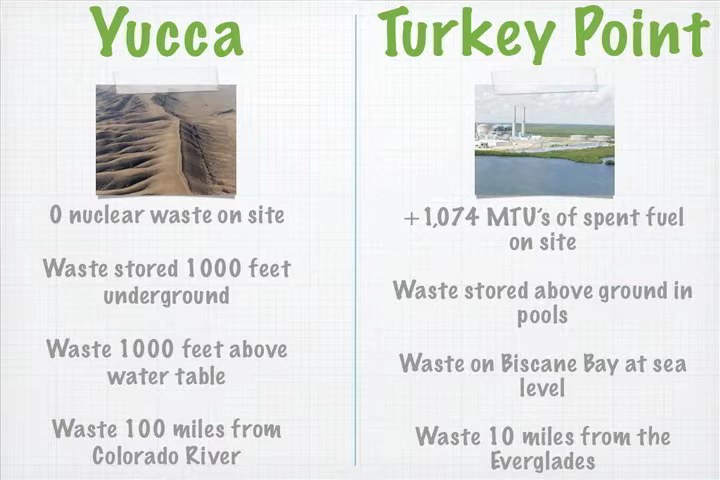 Yucca
0 nuclear waste on site
Waste stored 1000 feet
underground
Waste 1000 feet above
water table
Waste 100 miles from
Colorado River
Turkey Point
+1,074 MTU's of spent fuel
on site
Waste stored above ground in
pools
Waste on Biscane Bay at sea
level
Waste 10 miles from the
Everglades